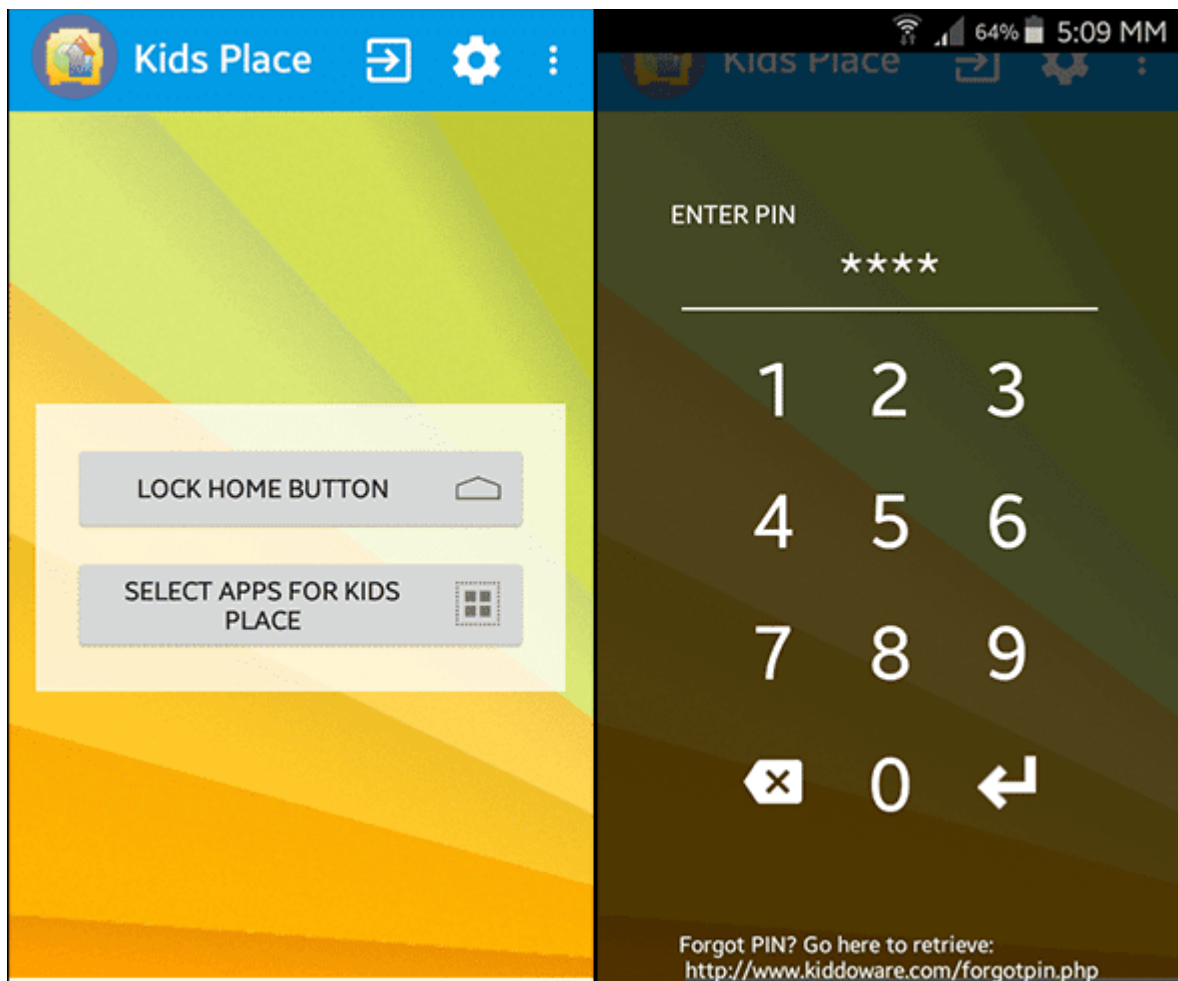 Kids Place
LOCK HOME BUTTON
SELECT APPS FOR KIDS
PLACE
64% 5:09 MM
Kids Place
ENTER PIN
****
1 2 3
4 5 6
7 8 9
0
Forgot PIN? Go here to retrieve:
http://www.kiddoware.com/forgotpin.php